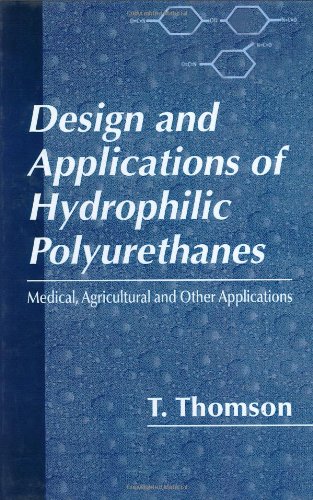 Design and
Applications of
Hydrophilic
Polyurethanes
Medical, Agricultural and Other Applications
T. Thomson